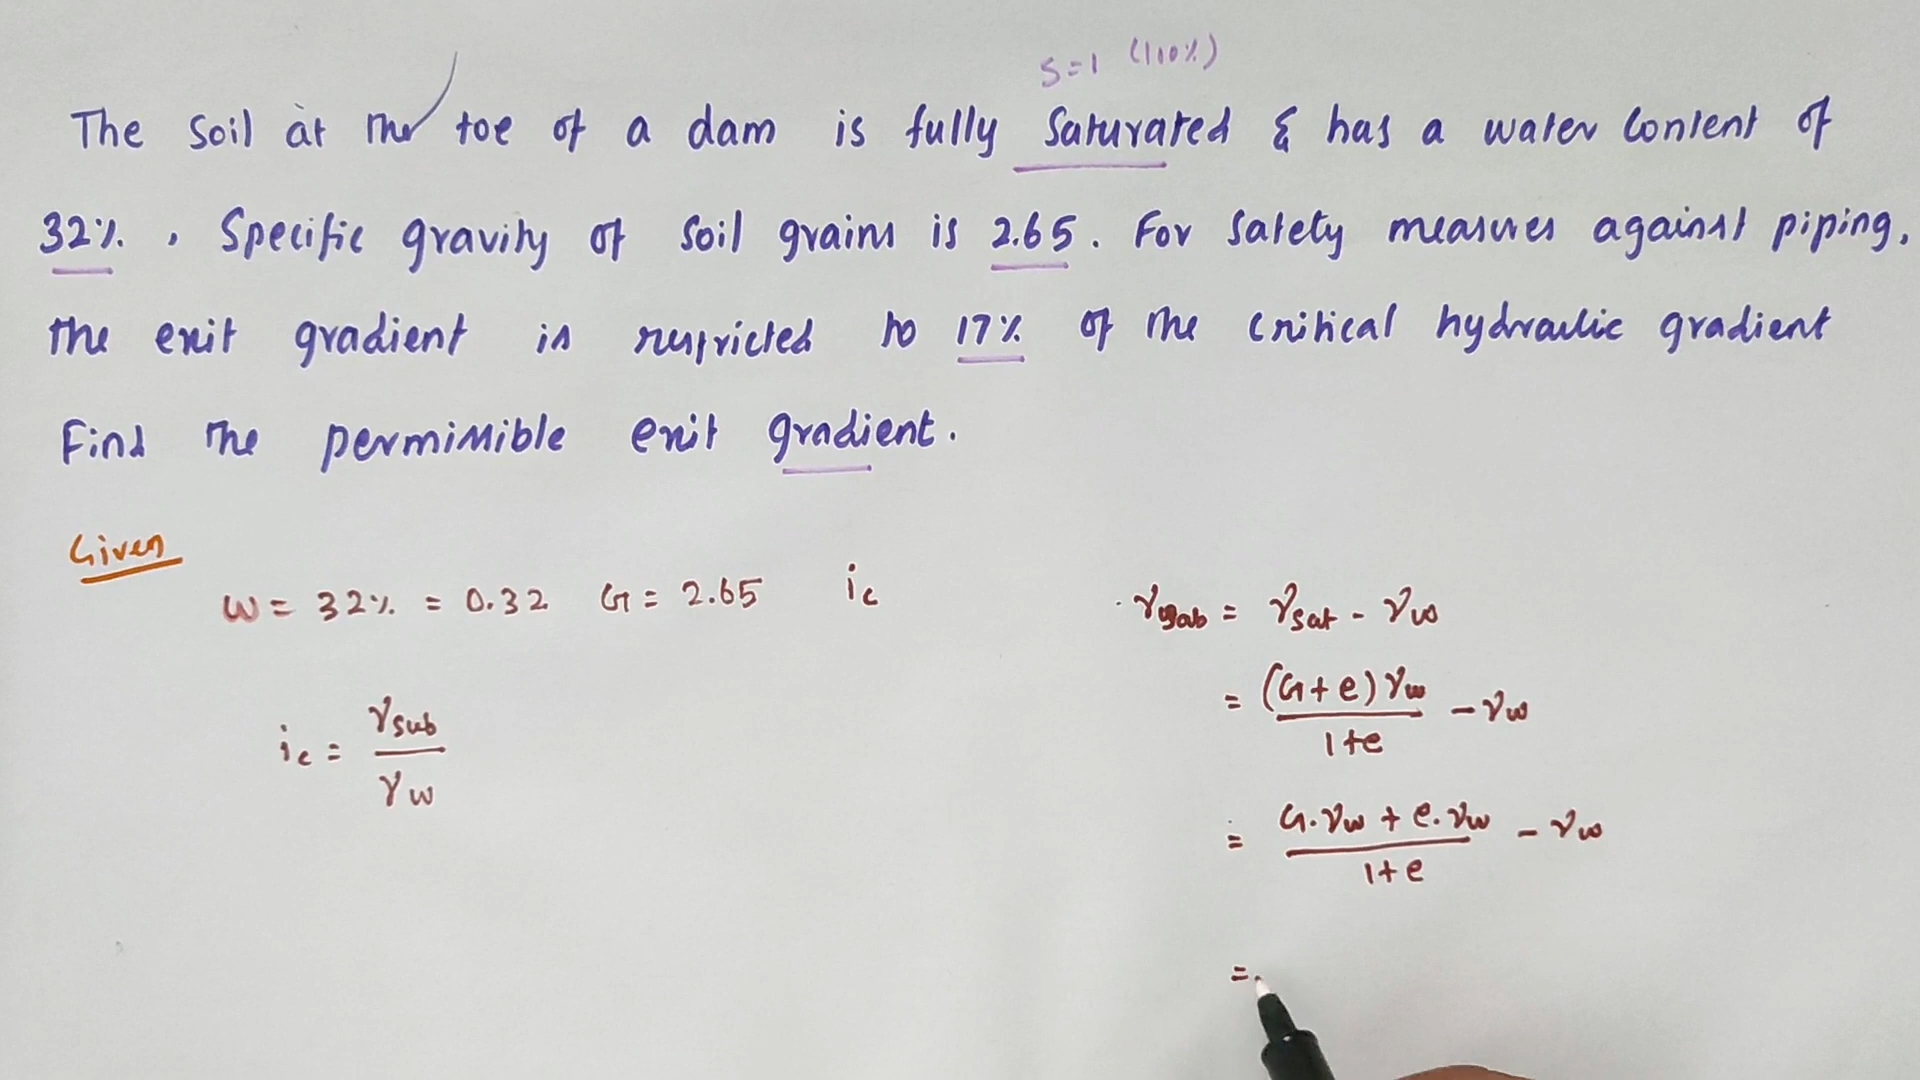 S=1 (100%)
The Soil at the toe of a dam is fully Saturated & has a water Content of
32%. , Specific gravity of Soil grains is 2.65. For Safety measures against piping,
the exit gradient is restricted to 17% of the critical hydraulic gradient
Find the permissible exit gradient.
Given
w = 32% = 0.32 G = 2.65 ic
γsub = γsat - γw
= (G+e)γw / 1+e - γw
ic = γsub / γw
= G.γw + e.γw / 1+e - γw
=